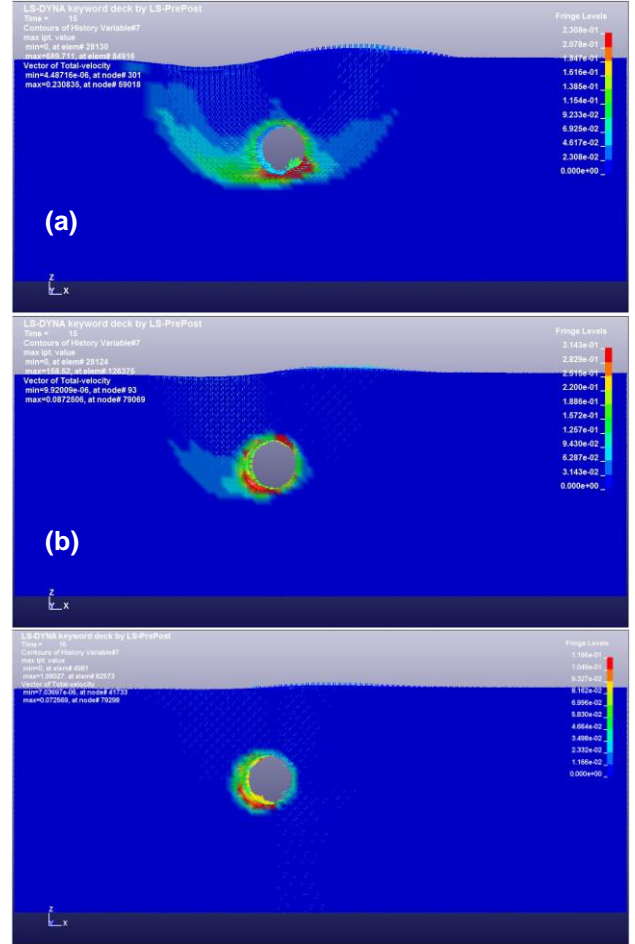 LS-DYNA keyword deck by LS-PrePost
Time = 15
Contours of History Variable#7
max ipt. value
min=0, at elem# 28130
max=689.711, at elem# 84916
Vector of Total-velocity
min=4.48716e-06, at node# 301
max=0.230835, at node# 59018
Fringe Levels
2.308e-01
2.078e-01
1.847e-01
1.616e-01
1.385e-01
1.154e-01
9.233e-02
6.925e-02
4.617e-02
2.308e-02
0.000e+00
(a)
Z
Y X
LS-DYNA keyword deck by LS-PrePost
Time = 15
Contours of History Variable#7
max ipt. value
min=0, at elem# 28124
max=156.52, at elem# 126375
Vector of Total-velocity
min=9.92009e-06, at node# 93
max=0.0872506, at node# 79069
Fringe Levels
3.143e-01
2.829e-01
2.515e-01
2.200e-01
1.886e-01
1.572e-01
1.257e-01
9.430e-02
6.287e-02
3.143e-02
0.000e+00
(b)
Z
Y X
LS-DYNA keyword deck by LS-PrePost
Time = 15
Contours of History Variable#7
max ipt. value
min=0, at elem# 4981
Vector of Total-velocity
min=7.03697e-06, at node# 41733
max=0.072569, at node# 79298
Fringe Levels
1.166e-01
1.049e-01
9.327e-02
8.162e-02
6.996e-02
5.830e-02
4.664e-02
3.498e-02
2.332e-02
1.166e-02
0.000e+00
Z
Y X